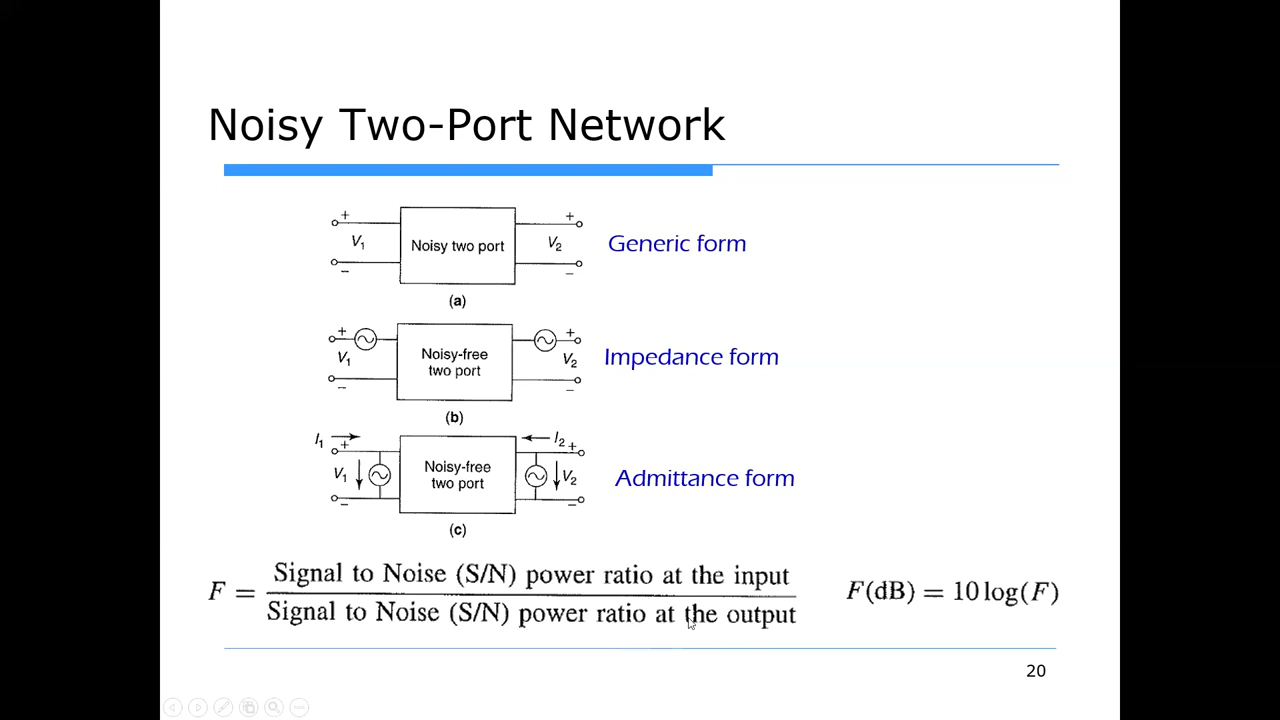 Noisy Two-Port Network
+
+
V1
Noisy two port
V2
Generic form
−
−
(a)
+
+
V1
Noisy-free
two port
V2
Impedance form
−
−
(b)
I1
+
I2
+
V1
Noisy-free
two port
V2
Admittance form
−
−
(c)
F = Signal to Noise (S/N) power ratio at the input
Signal to Noise (S/N) power ratio at the output
F(dB) = 10 log(F)
20